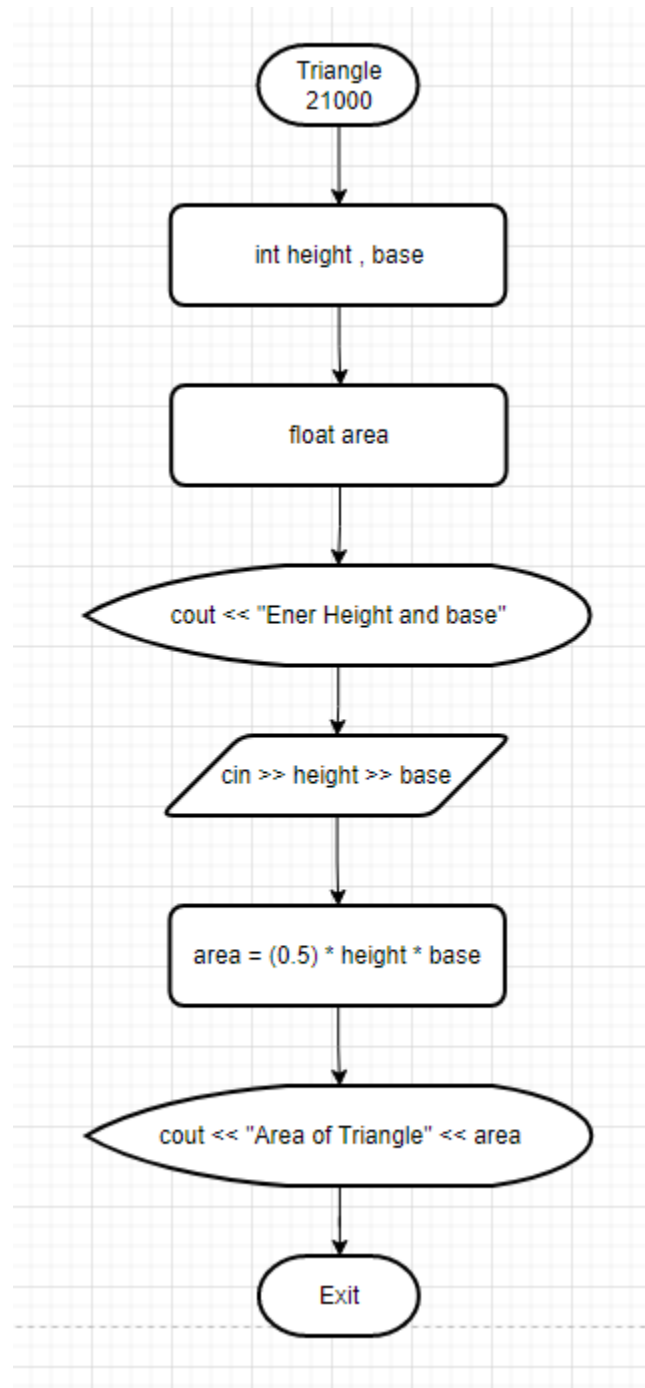 Triangle
21000
int height , base
float area
cout << "Ener Height and base"
cin >> height >> base
area = (0.5) * height * base
cout << "Area of Triangle" << area
Exit